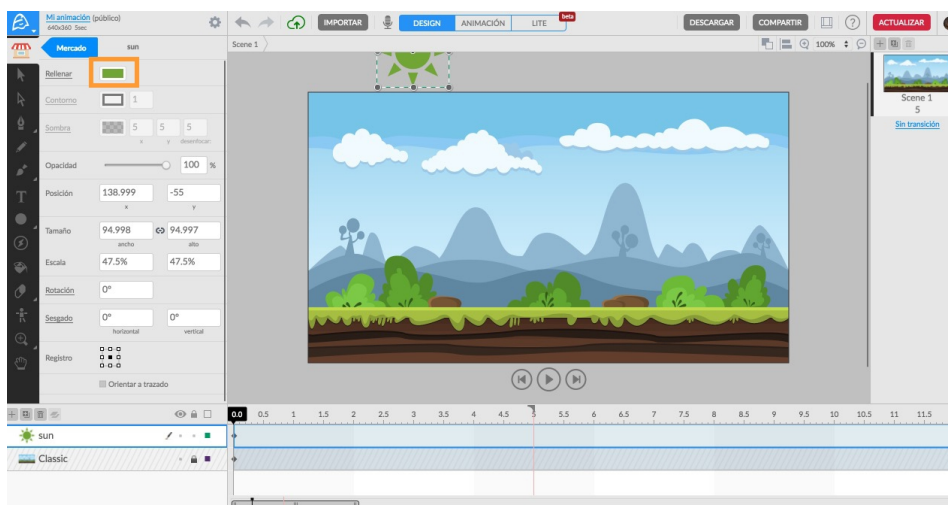 Mi animación (público)
640x360 5sec
IMPORTAR
DESIGN ANIMACIÓN LITE beta
DESCARGAR COMPARTIR ? ACTUALIZAR
Mercado sun
Scene 1
100%
Rellenar
Contorno 1
Sombra 5 5 5
x y desenfocar
Opacidad 100 %
Posición 138.999 -55
x y
Tamaño 94.998 94.997
ancho alto
Escala 47.5% 47.5%
Rotación 0°
Sesgado 0° 0°
horizontal vertical
Registro
Orientar a trazado
Scene 1
5
Sin transición
0.0 0.5 1 1.5 2 2.5 3 3.5 4 4.5 5 5.5 6 6.5 7 7.5 8 8.5 9 9.5 10 10.5 11 11.5
sun
Classic